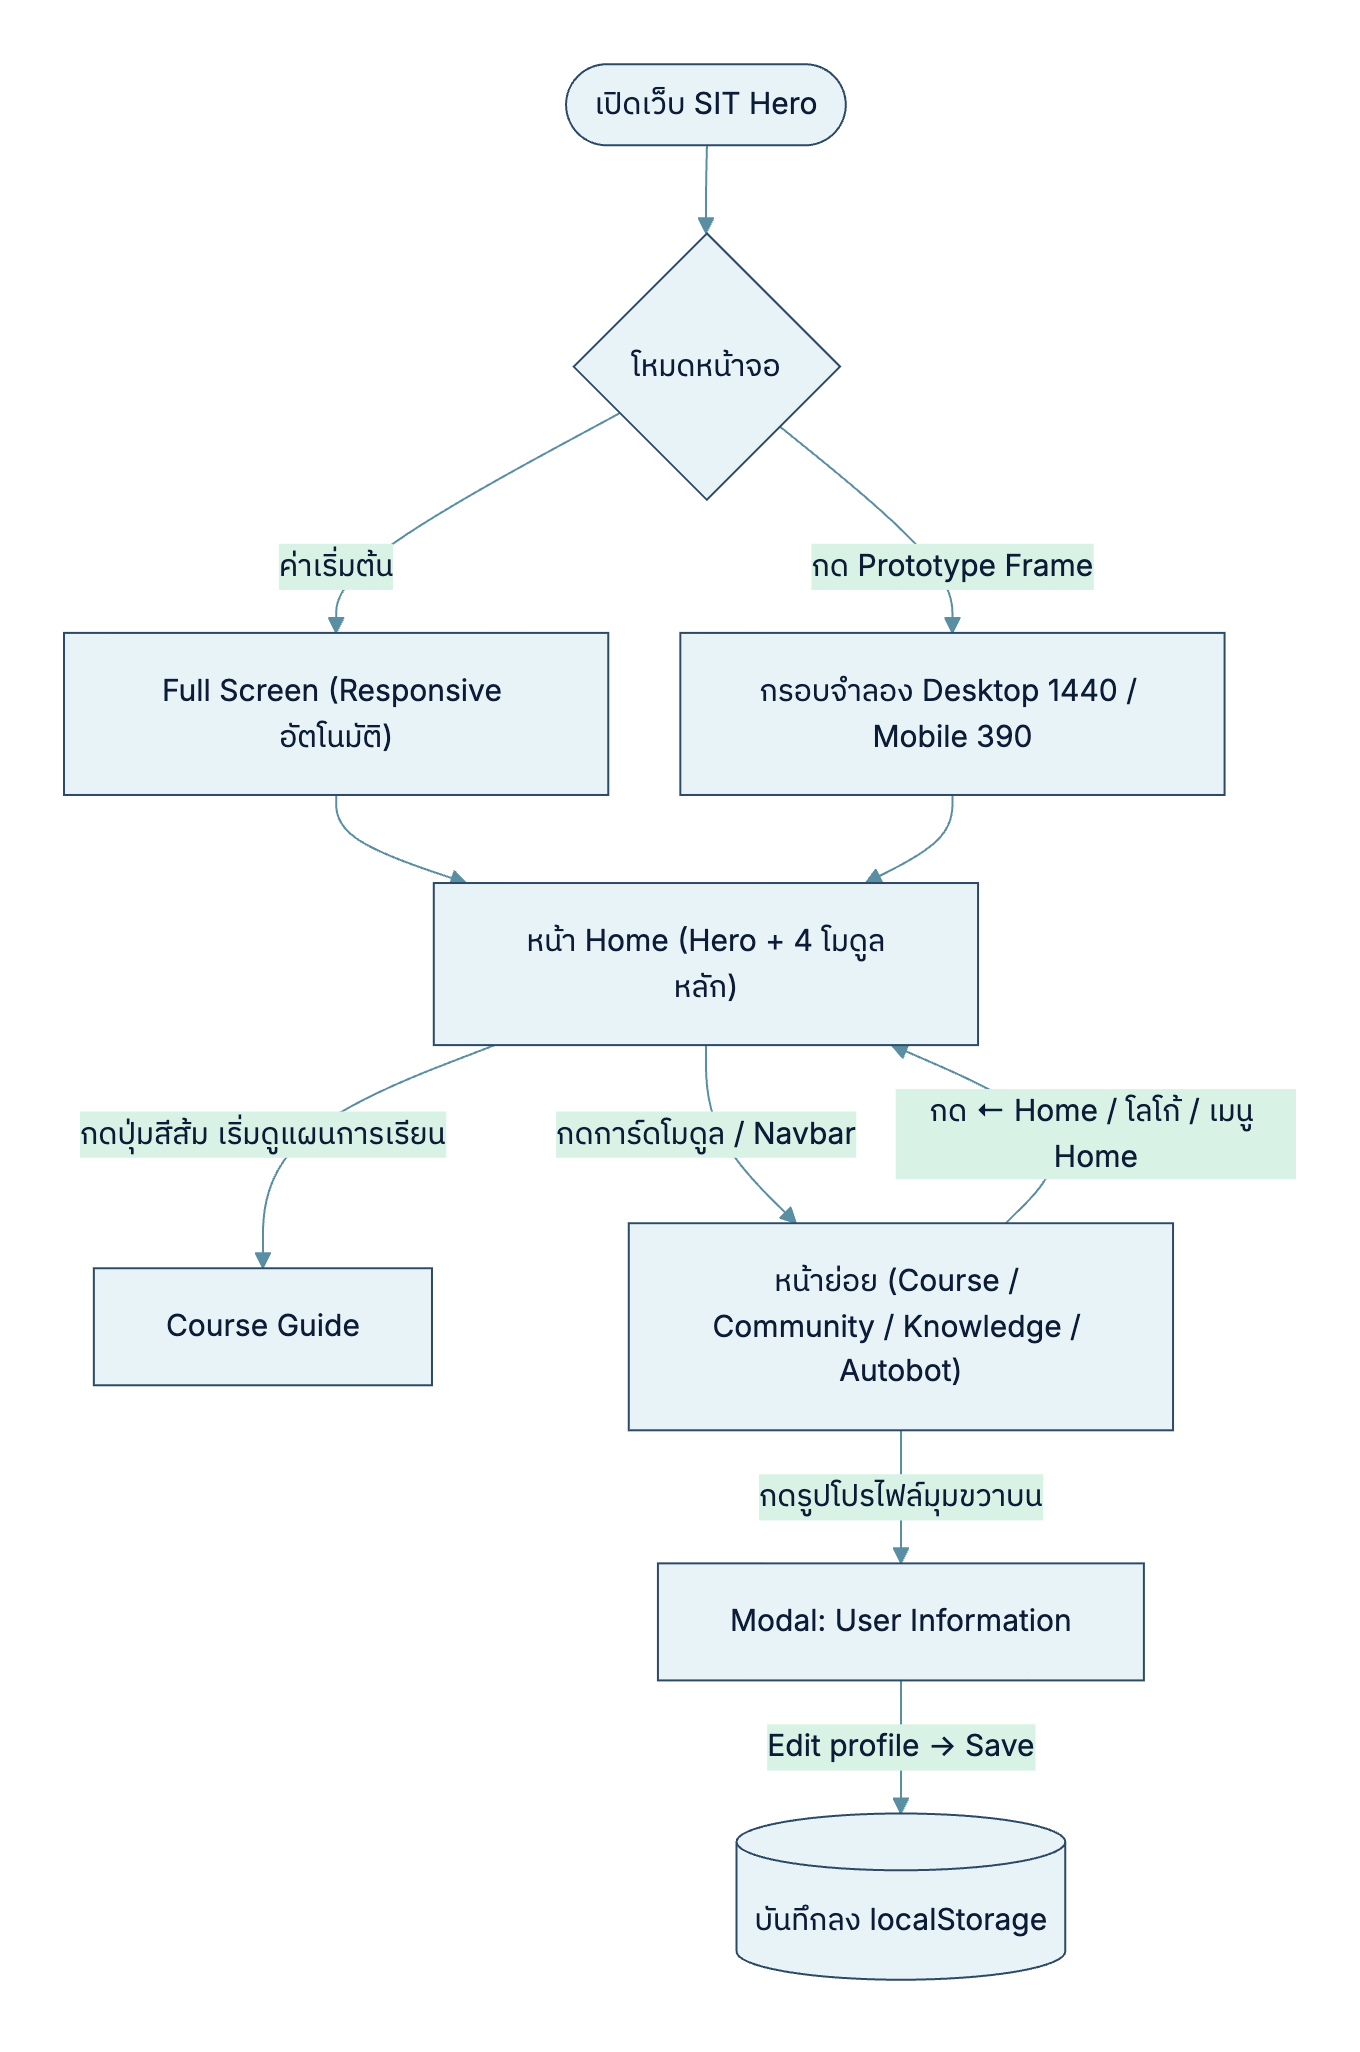 เปิดเว็บ SIT Hero
โหมดหน้าจอ
ค่าเริ่มต้น
กด Prototype Frame
Full Screen (Responsive
อัตโนมัติ)
กรอบจำลอง Desktop 1440 /
Mobile 390
หน้า Home (Hero + 4 โมดูล
หลัก)
กดปุ่มสีส้ม เริ่มดูแผนการเรียน
กดการ์ดโมดูล / Navbar
กด ← Home / โลโก้ / เมนู
Home
Course Guide
หน้าย่อย (Course /
Community / Knowledge /
Autobot)
กดรูปโปรไฟล์มุมขวาบน
Modal: User Information
Edit profile → Save
บันทึกลง localStorage